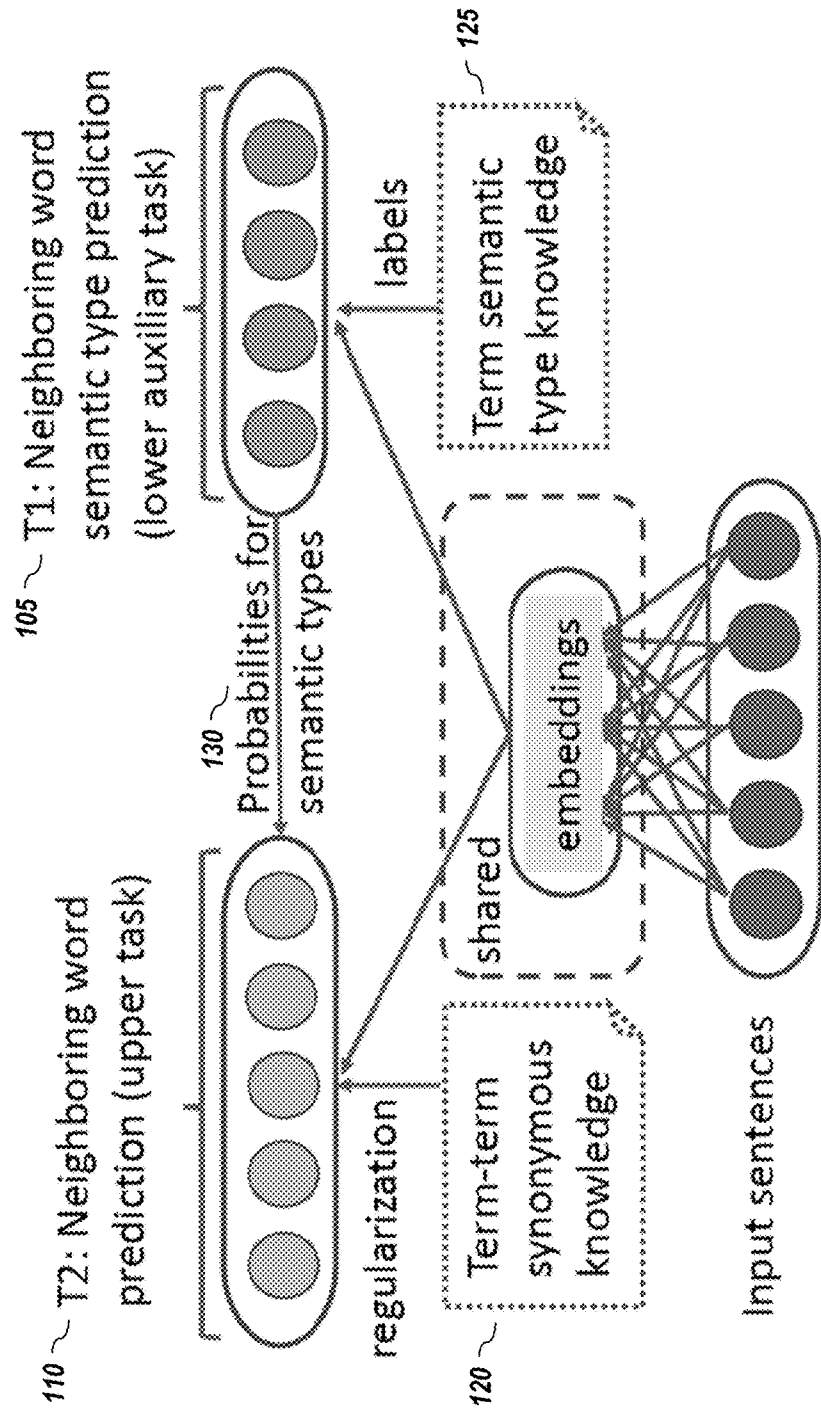 110
T2: Neighboring word
prediction (upper task)
105
T1: Neighboring word
semantic type prediction
(lower auxiliary task)
130
Probabilities for
semantic types
regularization
labels
120
Term-term
synonymous
knowledge
shared
embeddings
Term semantic
type knowledge
125
Input sentences